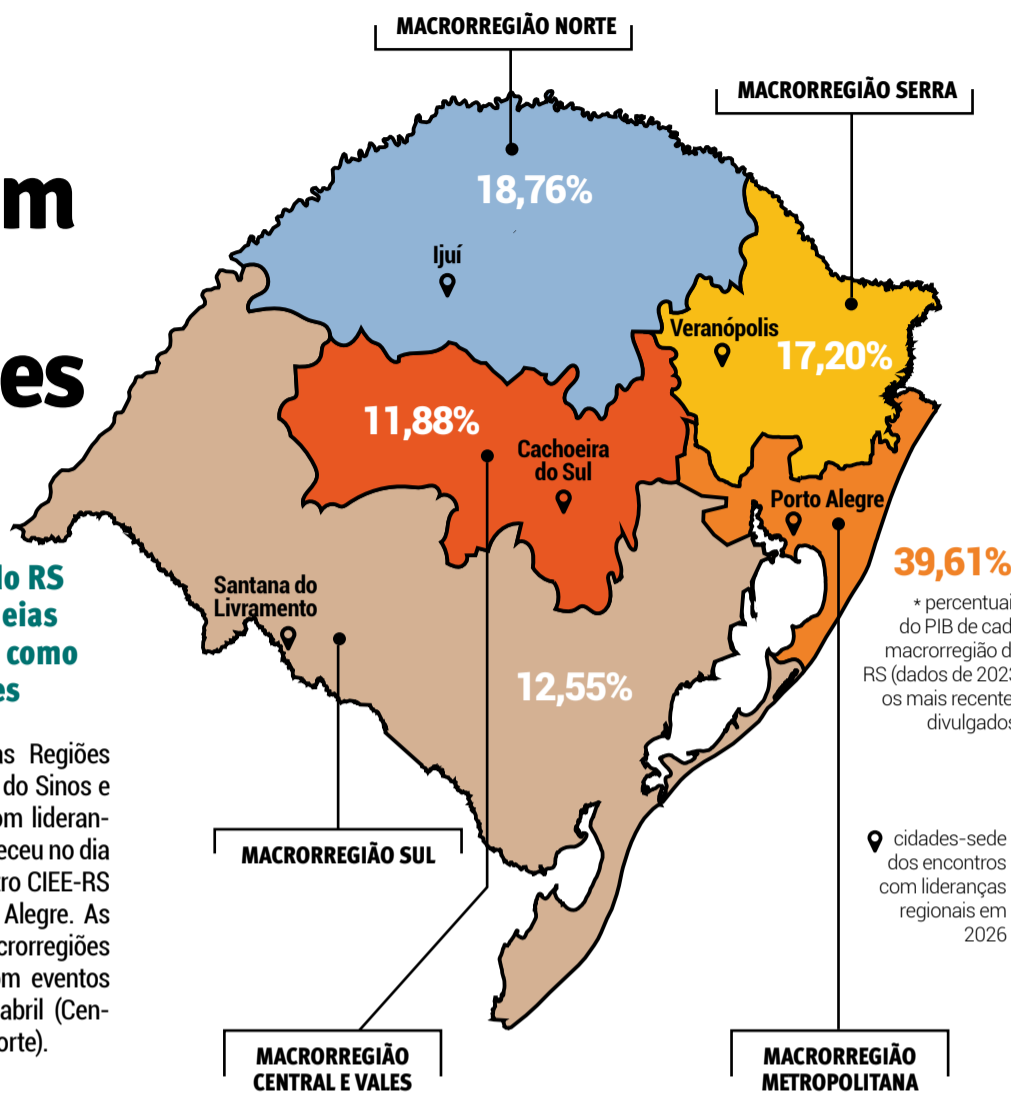 MACRORREGIÃO NORTE
MACRORREGIÃO SERRA
m
es
18,76%
Ijuí
Veranópolis
17,20%
11,88%
Cachoeira
do Sul
Porto Alegre
39,61%
* percentuai
do PIB de cad
macrorregião d
RS (dados de 2023
os mais recente
divulgados
Santana do
Livramento
12,55%
cidades-sede
dos encontros
com lideranças
regionais em
2026
MACRORREGIÃO SUL
MACRORREGIÃO
CENTRAL E VALES
MACRORREGIÃO
METROPOLITANA
do RS
eias
como
es
as Regiões
do Sinos e
om lideran-
eceu no dia
tro CIEE-RS
Alegre. As
crorregiões
om eventos
abril (Cen-
orte).